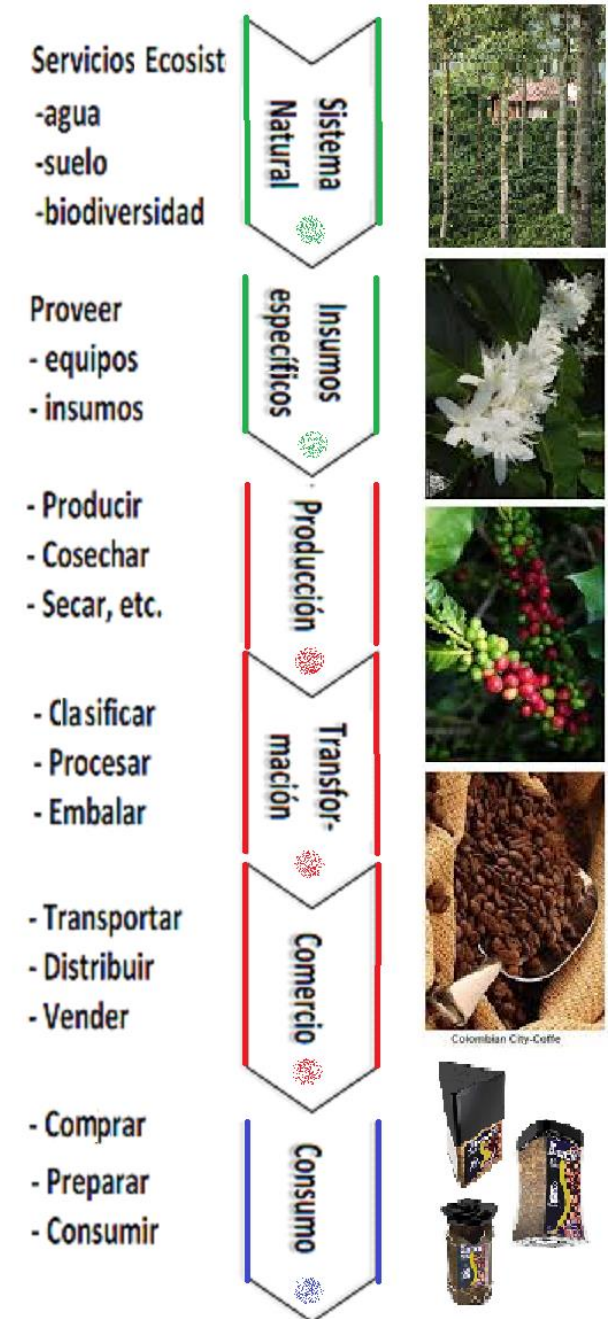 Servicios Ecosist
-agua
-suelo
-biodiversidad
Sistema
Natural
Proveer
- equipos
- insumos
Insumos
específicos
- Producir
- Cosechar
- Secar, etc.
Producción
- Clasificar
- Procesar
- Embalar
Transfor-
mación
- Transportar
- Distribuir
- Vender
Comercio
Colombian City-Coffe
- Comprar
- Preparar
- Consumir
Consumo